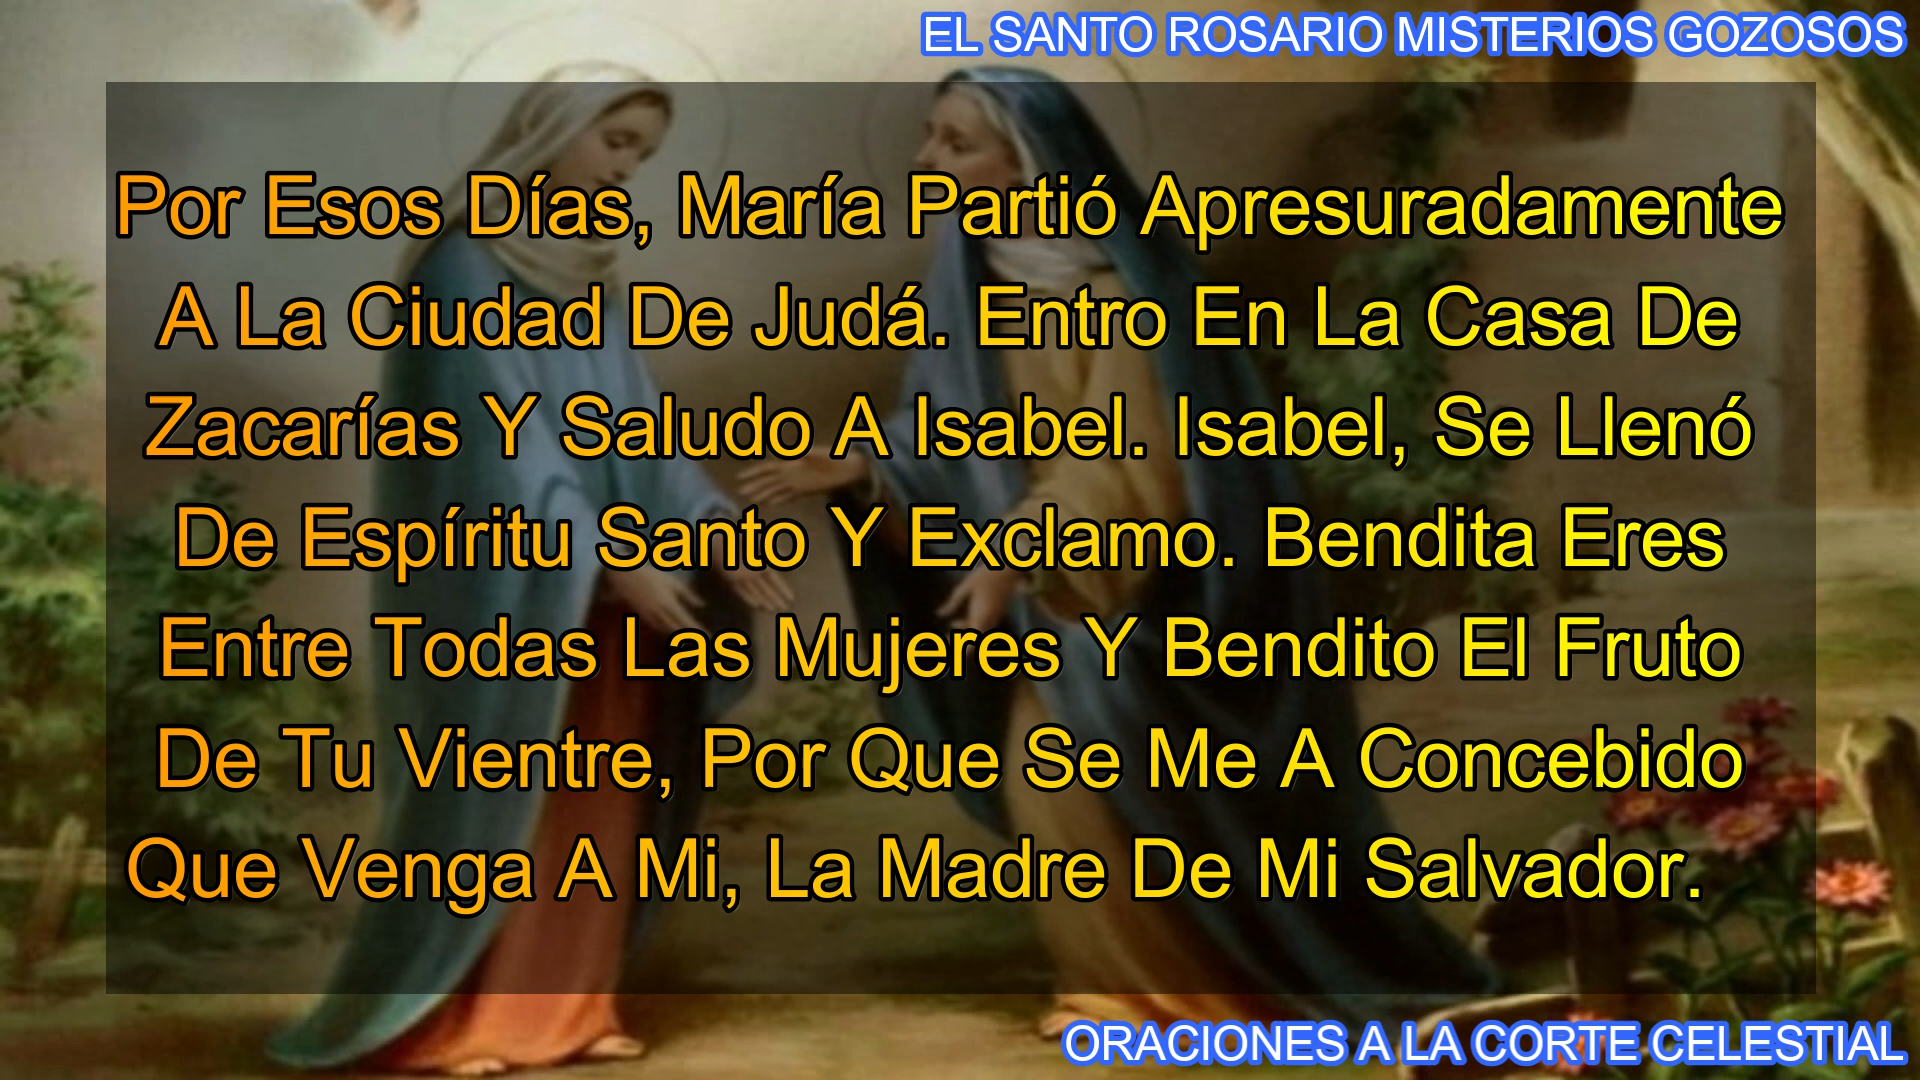 EL SANTO ROSARIO MISTERIOS GOZOSOS
Por Esos Días, María Partió Apresuradamente
A La Ciudad De Judá. Entro En La Casa De
Zacarías Y Saludo A Isabel. Isabel, Se Llenó
De Espíritu Santo Y Exclamo. Bendita Eres
Entre Todas Las Mujeres Y Bendito El Fruto
De Tu Vientre, Por Que Se Me A Concebido
Que Venga A Mi, La Madre De Mi Salvador.
ORACIONES A LA CORTE CELESTIAL